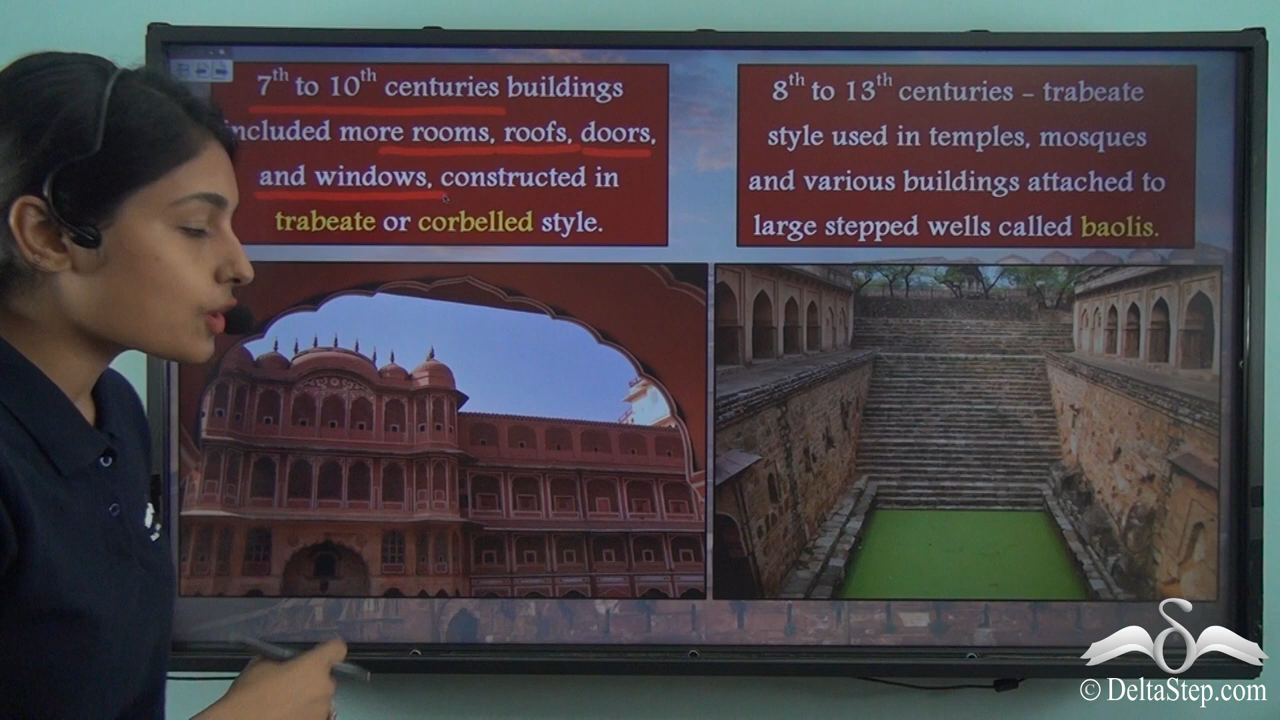 7th to 10th centuries buildings
included more rooms, roofs, doors,
and windows, constructed in
trabeate or corbelled style.
8th to 13th centuries – trabeate
style used in temples, mosques
and various buildings attached to
large stepped wells called baolis.
© DeltaStep.com